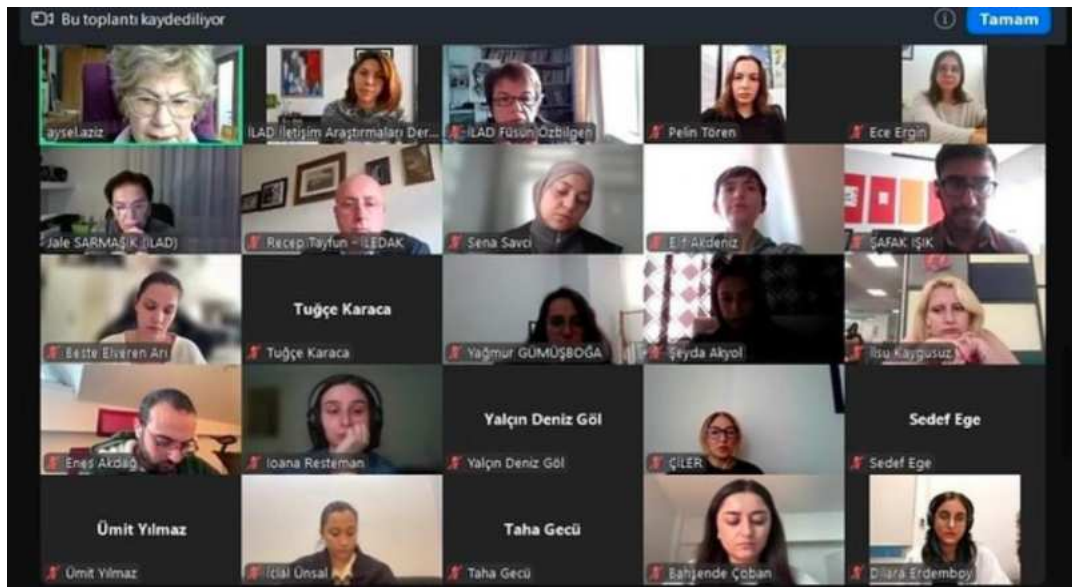 Bu toplantı kaydediliyor
Tamam
aysel.aziz
İLAD İletişim Araştırmaları Der...
İLAD Füsun Özbilgen
Pelin Tören
Ece Ergin
Jale SARMAŞIK (İLAD)
Recep Tayfun - İLEDAK
Sena Savcı
Elif Akdeniz
ŞAFAK IŞIK
Beste Elveren Arı
Tuğçe Karaca
Tuğçe Karaca
Yağmur GÜMÜŞBOĞA
Şeyda Akyol
Ilsu Kaygusuz
Enes Akdağ
Ioana Resteman
Yalçın Deniz Göl
Yalçın Deniz Göl
ÇİLER
Sedef Ege
Sedef Ege
Ümit Yılmaz
Ümit Yılmaz
İclal Ünsal
Taha Gecü
Taha Gecü
Bahşende Çoban
Dilara Erdemboy